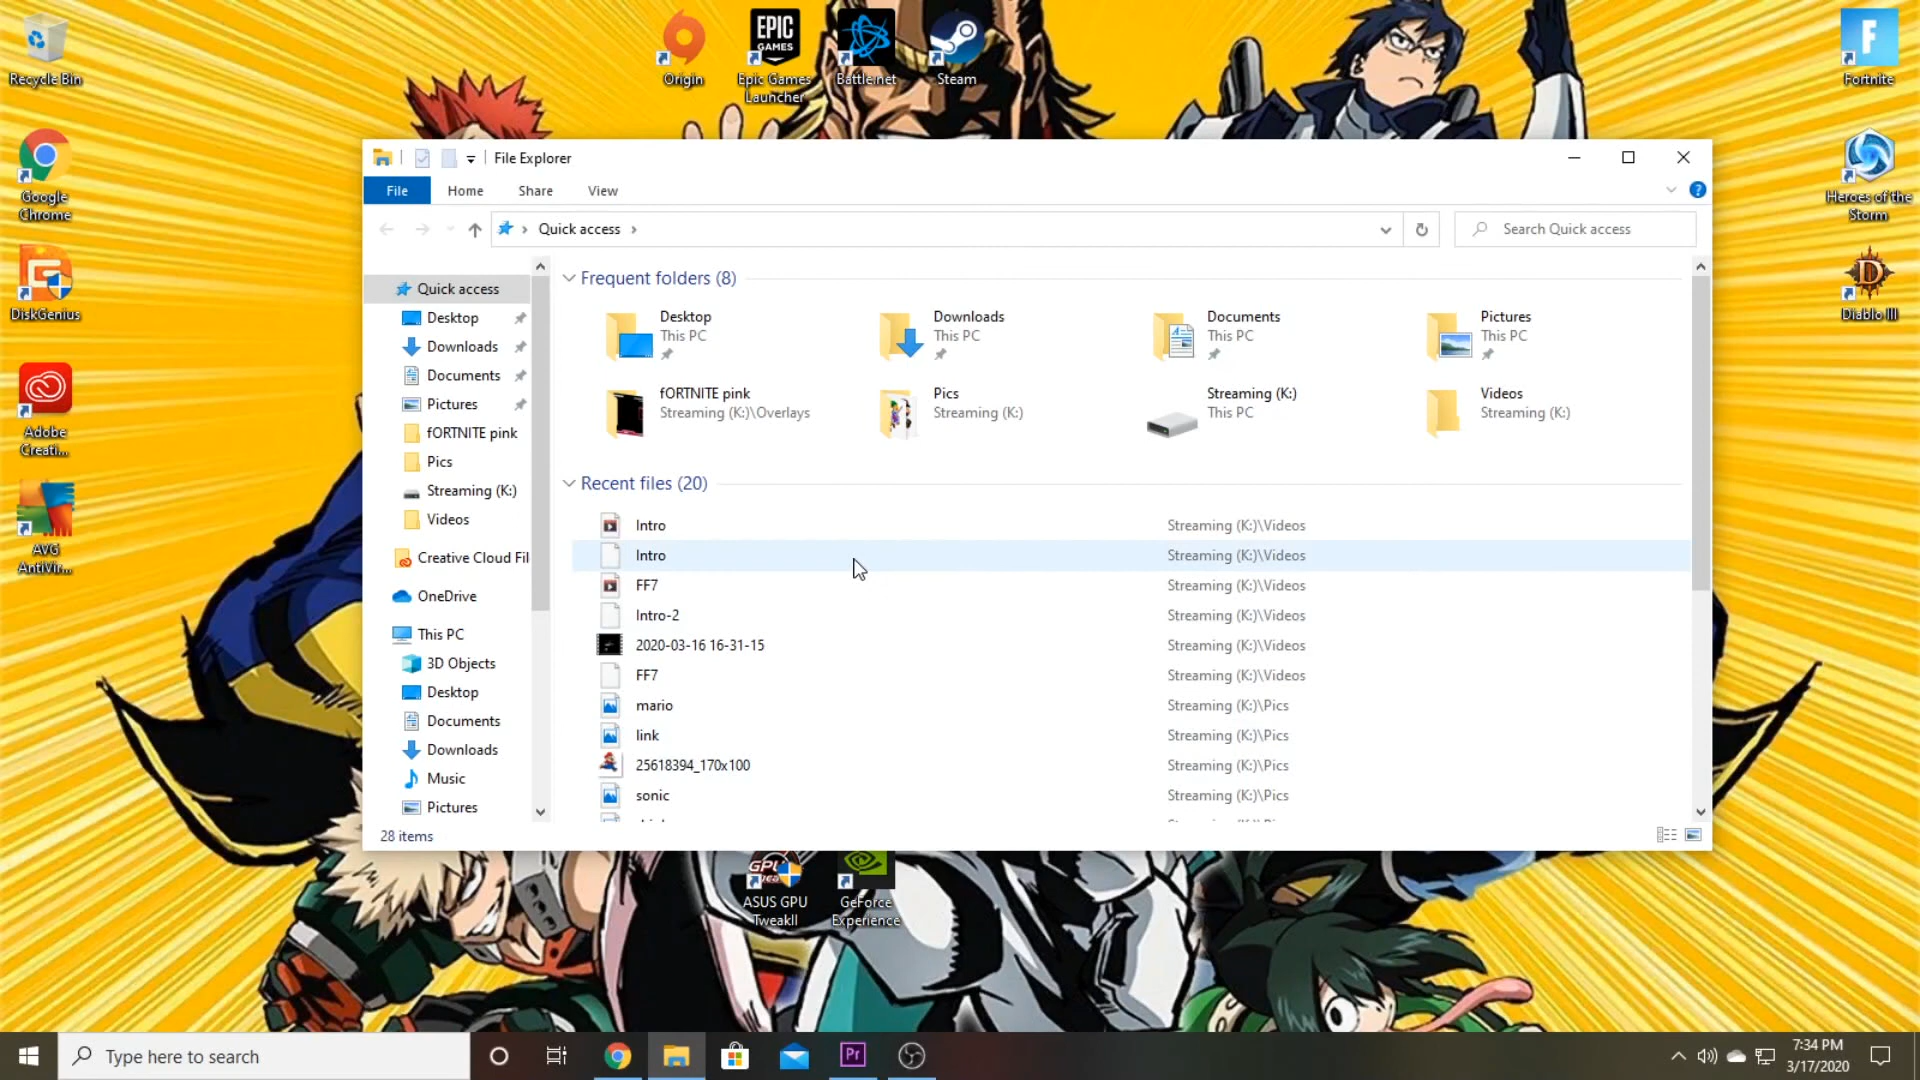 Recycle Bin
Origin
EPIC
GAMES
Epic Games
Launcher
Battle.net
Steam
Fortnite
Google
Chrome
Heroes of the
Storm
DiskGenius
Diablo III
Adobe
Creati...
AVG
AntiVir...
File Explorer
File
Home
Share
View
Quick access
Search Quick access
Quick access
Desktop
Downloads
Documents
Pictures
fORTNITE pink
Pics
Streaming (K:)
Videos
Creative Cloud Fil
OneDrive
This PC
3D Objects
Desktop
Documents
Downloads
Music
Pictures
Frequent folders (8)
Desktop
This PC
Downloads
This PC
Documents
This PC
Pictures
This PC
fORTNITE pink
Streaming (K:)\Overlays
Pics
Streaming (K:)
Streaming (K:)
This PC
Videos
Streaming (K:)
Recent files (20)
Intro Streaming (K:)\Videos
Intro Streaming (K:)\Videos
FF7 Streaming (K:)\Videos
Intro-2 Streaming (K:)\Videos
2020-03-16 16-31-15 Streaming (K:)\Videos
FF7 Streaming (K:)\Videos
mario Streaming (K:)\Pics
link Streaming (K:)\Pics
25618394_170x100 Streaming (K:)\Pics
sonic Streaming (K:)\Pics
28 items
GPU
ASUS GPU
TweakII
GeForce
Experience
Type here to search
Pr
7:34 PM
3/17/2020